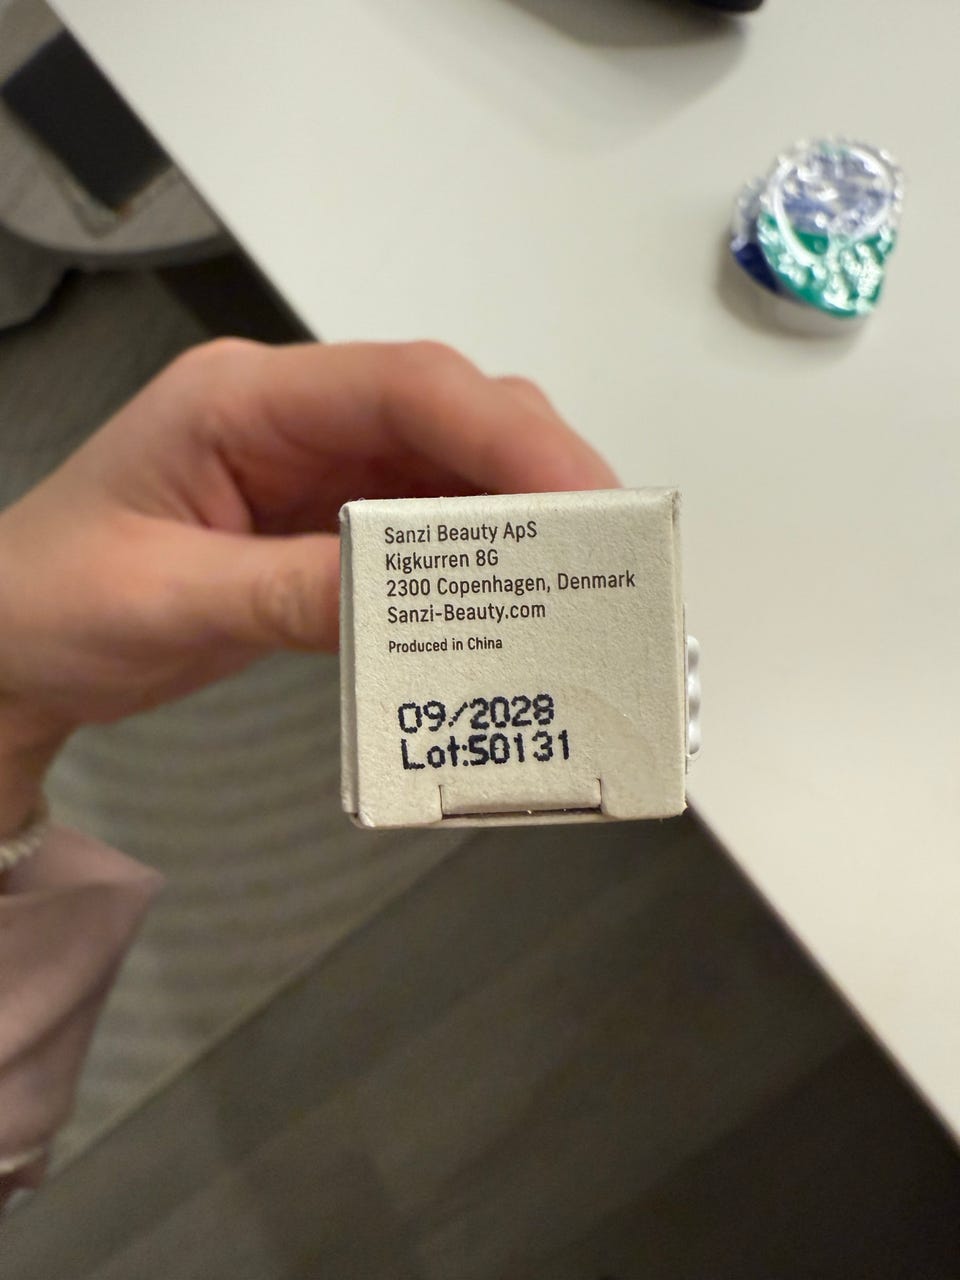 Sanzi Beauty ApS
Kigkurren 8G
2300 Copenhagen, Denmark
Sanzi-Beauty.com
Produced in China
09/2028
Lot:50131